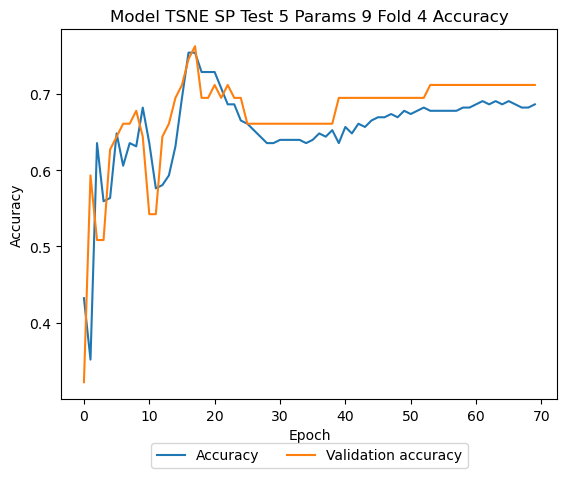 Model TSNE SP Test 5 Params 9 Fold 4 Accuracy
Accuracy
0.7
0.6
0.5
0.4
0 10 20 30 40 50 60 70
Epoch
Accuracy Validation accuracy